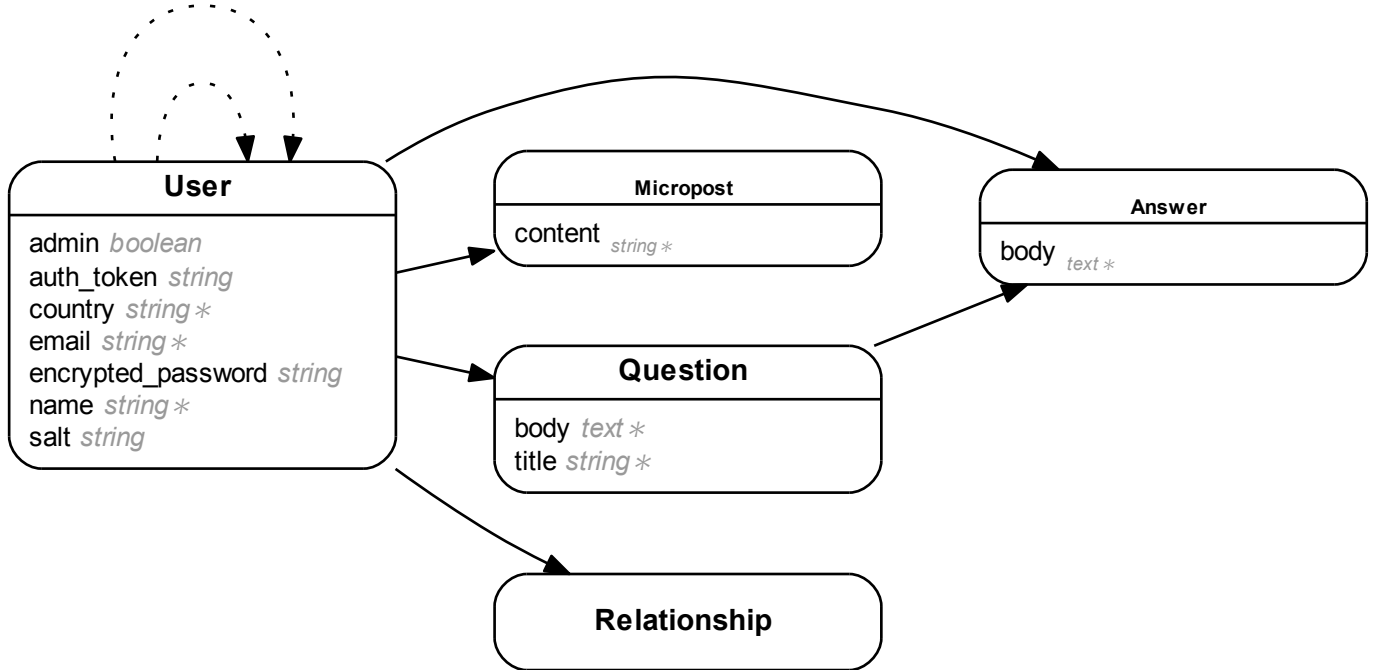 User
admin boolean
auth_token string
country string *
email string *
encrypted_password string
name string *
salt string
Micropost
content string *
Question
body text *
title string *
Relationship
Answer
body text *